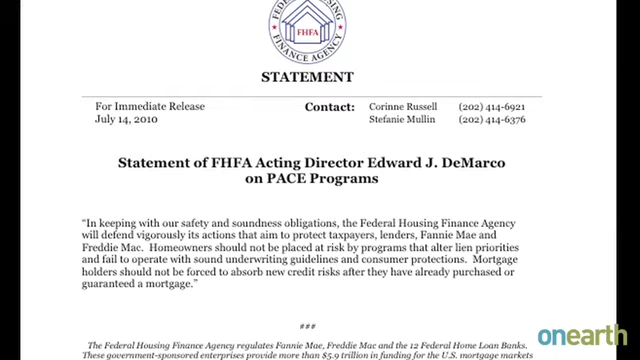 FEDERAL HOUSING
FHFA
FINANCE AGENCY
STATEMENT
For Immediate Release Contact: Corinne Russell (202) 414-6921
July 14, 2010 Stefanie Mullin (202) 414-6376
Statement of FHFA Acting Director Edward J. DeMarco
on PACE Programs
“In keeping with our safety and soundness obligations, the Federal Housing Finance Agency
will defend vigorously its actions that aim to protect taxpayers, lenders, Fannie Mae and
Freddie Mac. Homeowners should not be placed at risk by programs that alter lien priorities
and fail to operate with sound underwriting guidelines and consumer protections. Mortgage
holders should not be forced to absorb new credit risks after they have already purchased or
guaranteed a mortgage.”
###
The Federal Housing Finance Agency regulates Fannie Mae, Freddie Mac and the 12 Federal Home Loan Banks.
These government-sponsored enterprises provide more than $5.9 trillion in funding for the U.S. mortgage markets
onearth